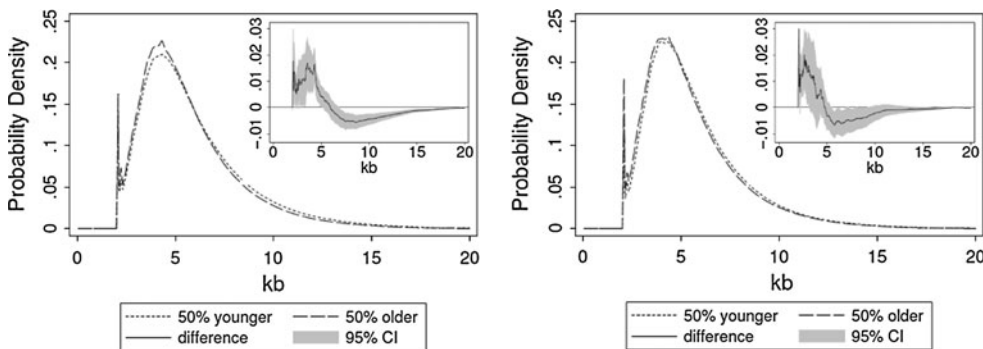 Probability Density
.25
.2
.15
.1
.05
0
0 5 10 15 20
kb
.03
.02
.01
0
-.01
0 5 10 15 20
kb
50% younger 50% older
difference 95% CI
Probability Density
.25
.2
.15
.1
.05
0
0 5 10 15 20
kb
.03
.02
.01
0
-.01
0 5 10 15 20
kb
50% younger 50% older
difference 95% CI